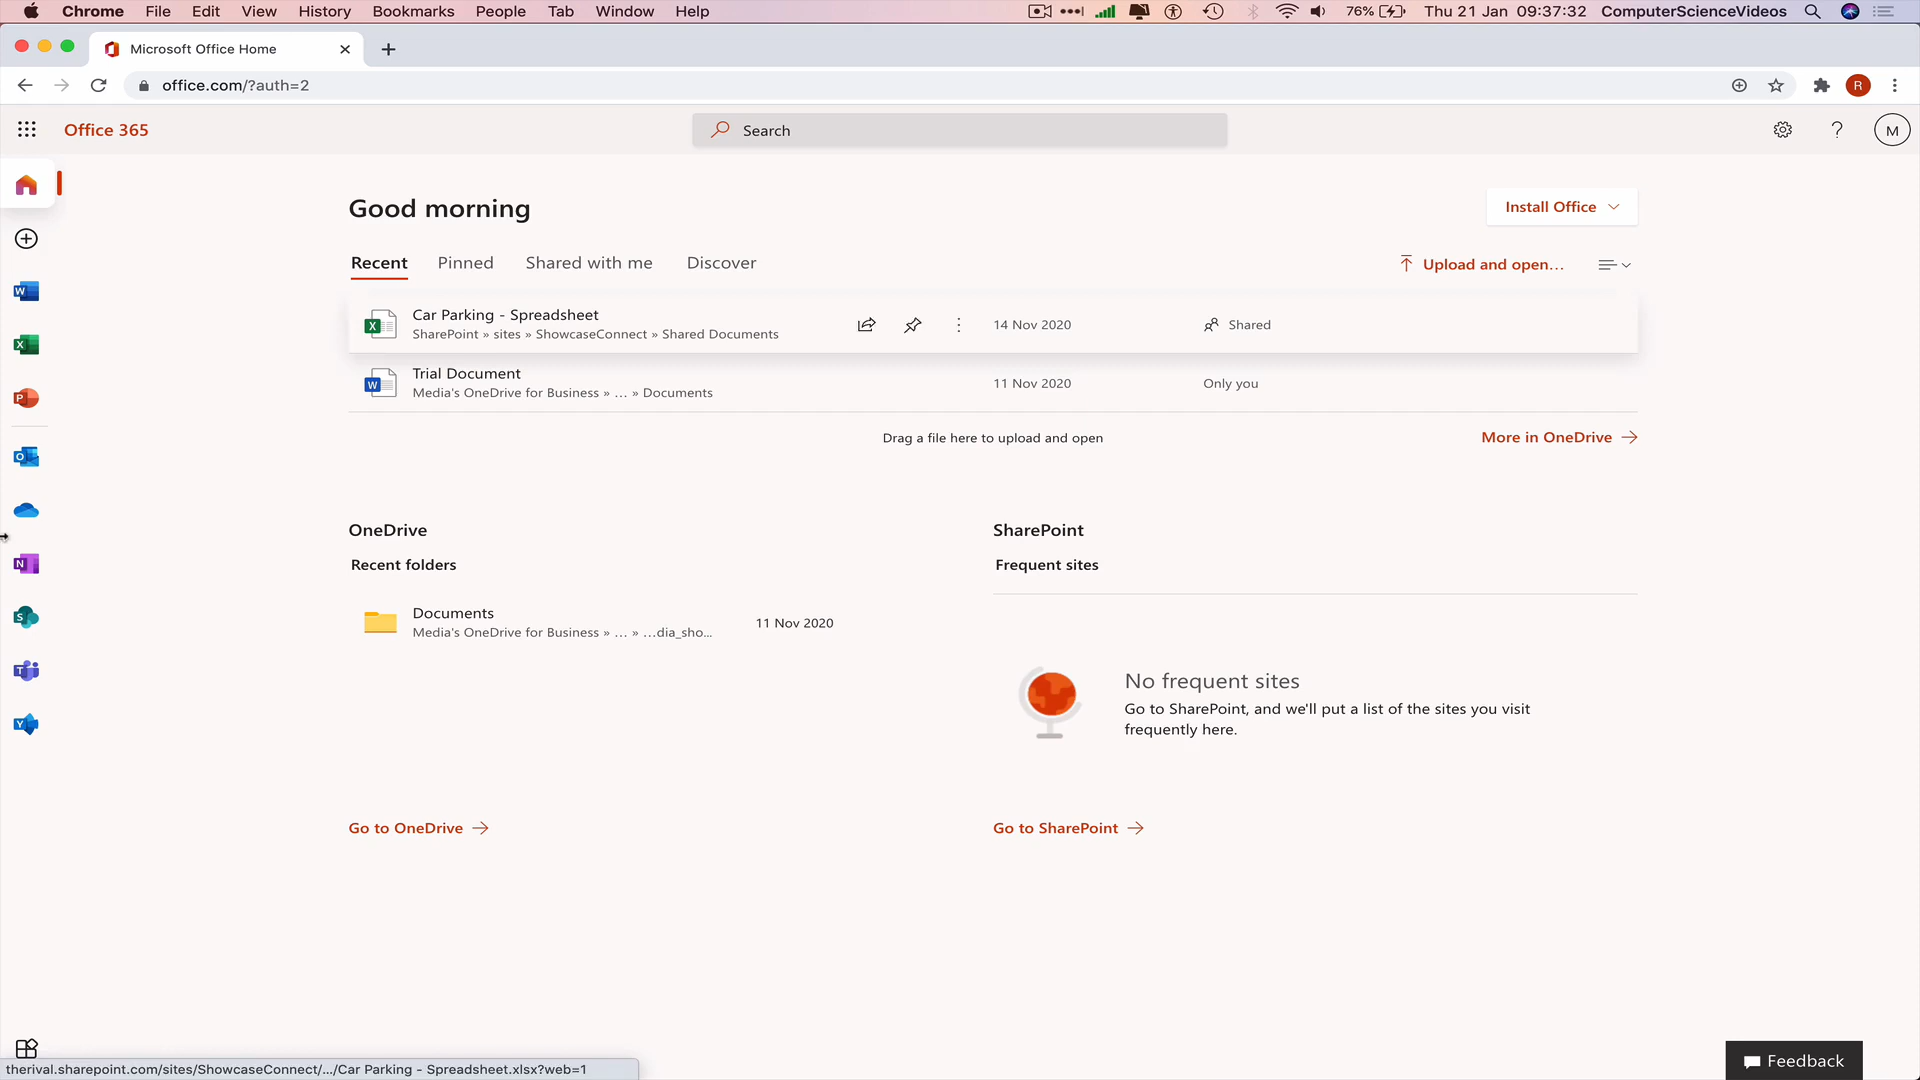 Chrome File Edit View History Bookmarks People Tab Window Help 76% Thu 21 Jan 09:37:32 ComputerScienceVideos
Microsoft Office Home
office.com/?auth=2 R
Office 365 Search ? M
Good morning Install Office
Recent Pinned Shared with me Discover Upload and open...
Car Parking - Spreadsheet
SharePoint » sites » ShowcaseConnect » Shared Documents 14 Nov 2020 Shared
Trial Document
Media's OneDrive for Business » ... » Documents 11 Nov 2020 Only you
Drag a file here to upload and open More in OneDrive
OneDrive SharePoint
Recent folders Frequent sites
Documents
Media's OneDrive for Business » ... » ...dia_sho... 11 Nov 2020
No frequent sites
Go to SharePoint, and we'll put a list of the sites you visit
frequently here.
Go to OneDrive Go to SharePoint
Feedback
therival.sharepoint.com/sites/ShowcaseConnect/.../Car Parking - Spreadsheet.xlsx?web=1